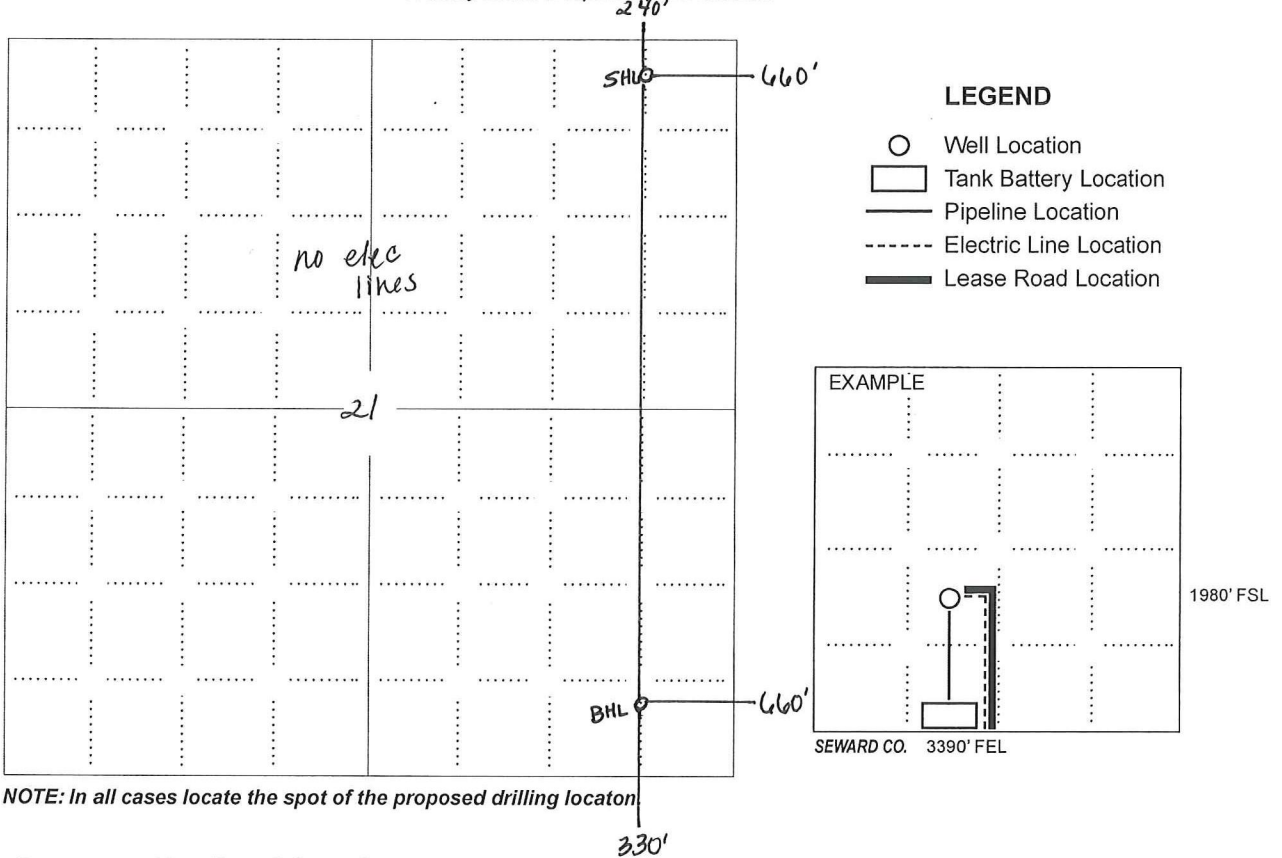 240'
SHL
660'
LEGEND
Well Location
Tank Battery Location
Pipeline Location
Electric Line Location
Lease Road Location
no elec
lines
21
EXAMPLE
1980' FSL
BHL
660'
SEWARD CO. 3390' FEL
NOTE: In all cases locate the spot of the proposed drilling locaton.
330'